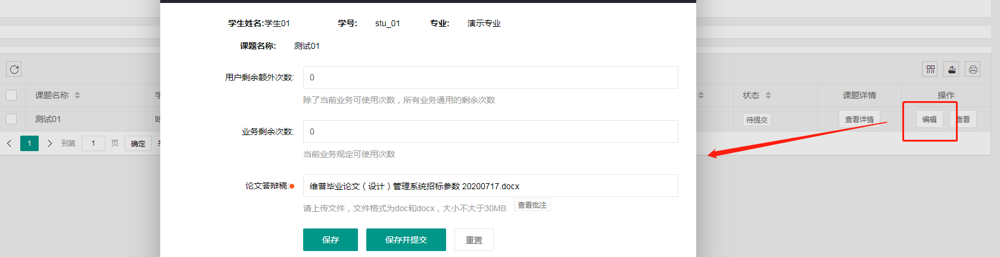 学生姓名:学生01 学号: stu_01 专业: 演示专业
课题名称: 测试01
用户剩余额外次数: 0
除了当前业务可使用次数，所有业务通用的剩余次数
业务剩余次数: 0
当前业务规定可使用次数
论文答辩稿: 维普毕业论文（设计）管理系统招标参数 20200717.docx
请上传文件，文件格式为doc和docx，大小不大于30MB. 查看批注
保存 保存并提交 重置
课题名称 状态 课题详情 操作
测试01 待提交 查看详情 编辑 查看
1 到第 1 页 确定